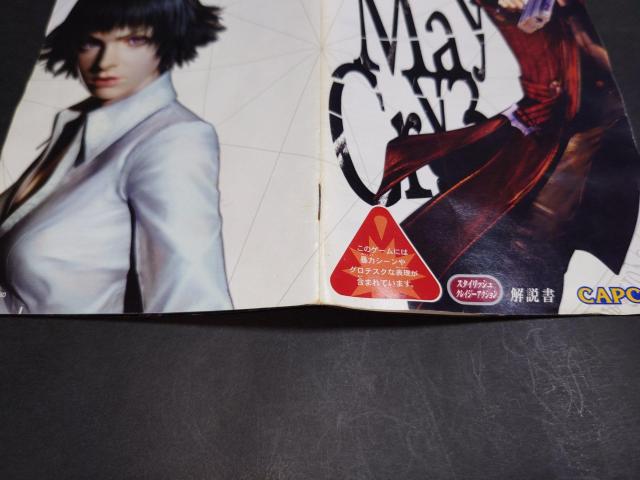 May
Cry3
このゲームには
暴力シーンや
グロテスクな表現が
含まれています。
スタイリッシュ
クレイジーアクション
解説書
CAPC